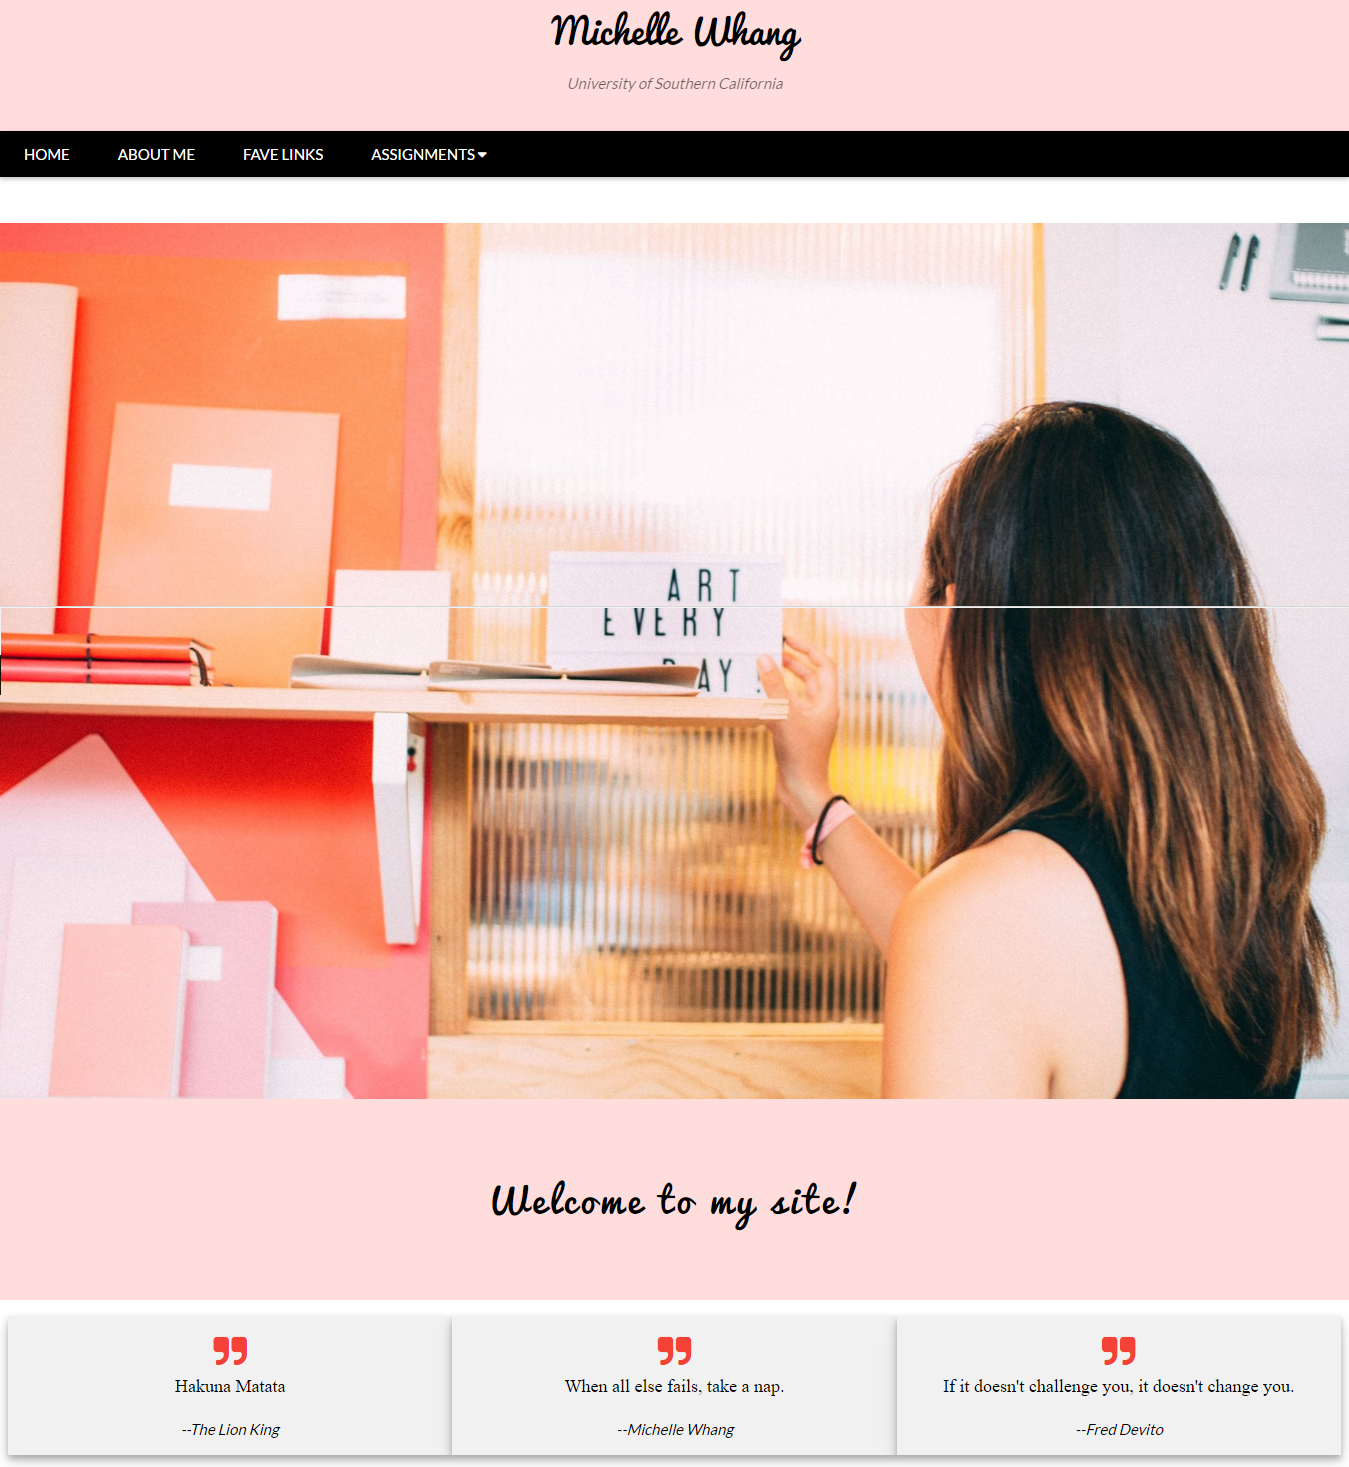 Michelle Whang
University of Southern California
HOME ABOUT ME FAVE LINKS ASSIGNMENTS
ART
EVERY
DAY
Welcome to my site!
Hakuna Matata
--The Lion King
When all else fails, take a nap.
--Michelle Whang
If it doesn't challenge you, it doesn't change you.
--Fred Devito